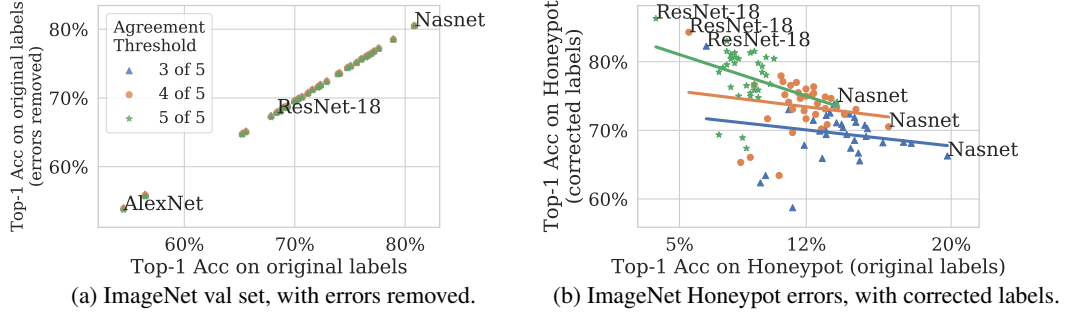 Top-1 Acc on original labels
(errors removed)
80%
70%
60%
Agreement
Threshold
3 of 5
4 of 5
5 of 5
Nasnet
ResNet-18
AlexNet
60%
70%
80%
Top-1 Acc on original labels
(a) ImageNet val set, with errors removed.
Top-1 Acc on Honeypot
(corrected labels)
80%
70%
60%
ResNet-18
ResNet-18
ResNet-18
Nasnet
Nasnet
Nasnet
5%
12%
20%
Top-1 Acc on Honeypot (original labels)
(b) ImageNet Honeypot errors, with corrected labels.